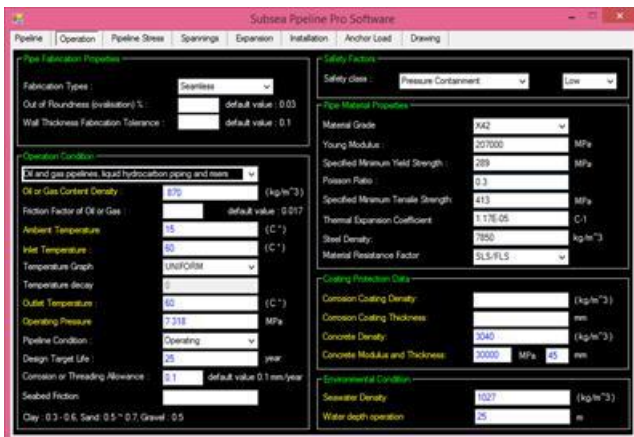 Subsea Ppeline Pro Software
Pipeline Operation Pipeline Stress Spannings Expansion Installation Anchor Load Drawing
Pipe Fabrication Properties
Fabrication Types : Seamless
Out of Roundness (ovalisation) % : default value : 0.03
Wall Thickness Fabrication Tolerance : default value : 0.1
Operation Condition
Oil and gas pipelines, liquid hydrocarbon piping and risers
Oil or Gas Content Density : 870 (kg/m^3)
Friction Factor of Oil or Gas : default value : 0.017
Ambient Temperature 15 (C°)
Inlet Temperature : 60 (C°)
Temperature Graph UNIFORM
Temperature decay 0
Outlet Temperature : 60 (C°)
Operating Pressure 7.318 MPa
Pipeline Condition : Operating
Design Target Life : 25 year
Corrosion or Threading Allowance : 0.1 default value 0.1 mm/year
Seabed Friction
Clay : 0.3 - 0.6, Sand: 0.5 ~ 0.7, Gravel : 0.5
Safety Factors
Safety class : Pressure Containment Low
Pipe Material Properties
Material Grade X42
Young Modulus : 207000 MPa
Specified Minimum Yield Strength : 289 MPa
Poisson Ratio : 0.3
Specified Minimum Tensile Strength: 413 MPa
Thermal Expansion Coefficient 1.17E-05 C-1
Steel Density: 7850 kg/m^3
Material Resistance Factor SLS/FLS
Coating Protection Data
Corrosion Coating Density: (kg/m^3)
Corrosion Coating Thickness: mm
Concrete Density: 3040 (kg/m^3)
Concrete Modulus and Thickness: 30000 MPa 45 mm
Environmental Condition
Seawater Density 1027 (kg/m^3)
Water depth operation 25 m